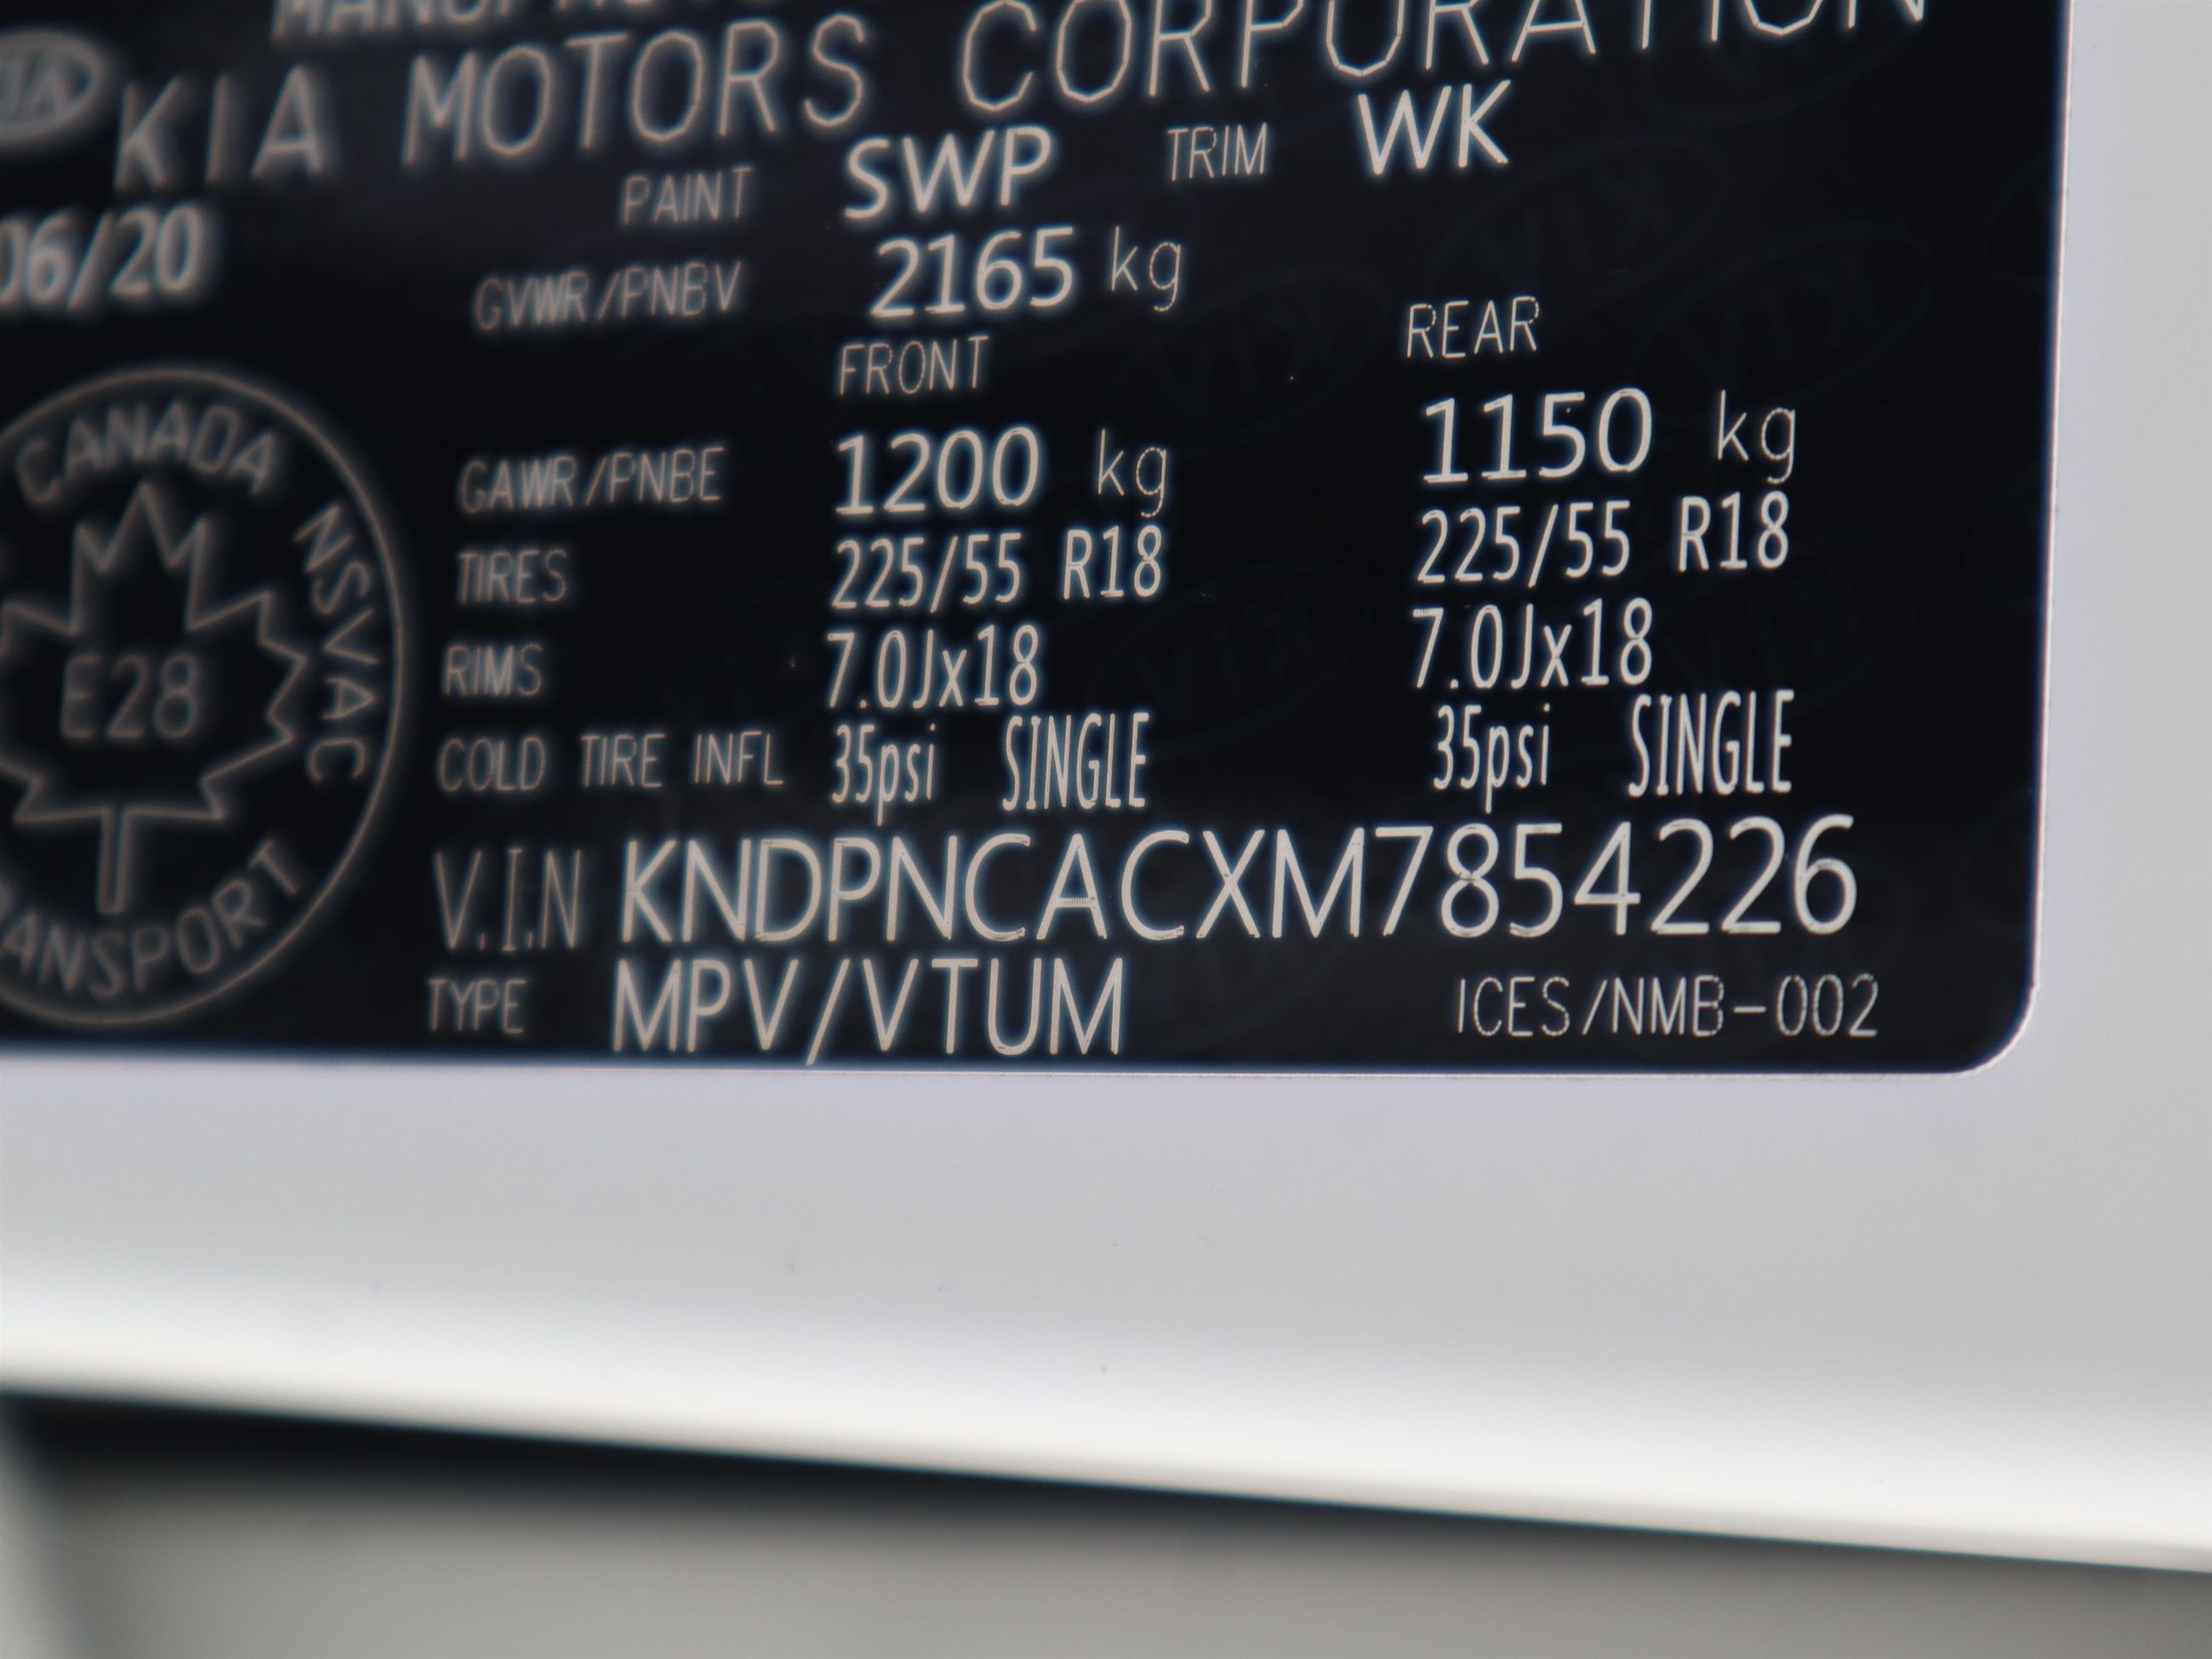 KIA
KIA MOTORS CORPORATION
PAINT SWP TRIM WK
06/20
GVWR/PNBV 2165 kg
FRONT REAR
GAWR/PNBE 1200 kg 1150 kg
TIRES 225/55 R18 225/55 R18
RIMS 7.0Jx18 7.0Jx18
COLD TIRE INFL 35psi SINGLE 35psi SINGLE
V.I.N KNDPNCACXM7854226
TYPE MPV/VTUM
ICES/NMB-002
CANADA NSVAC
E28